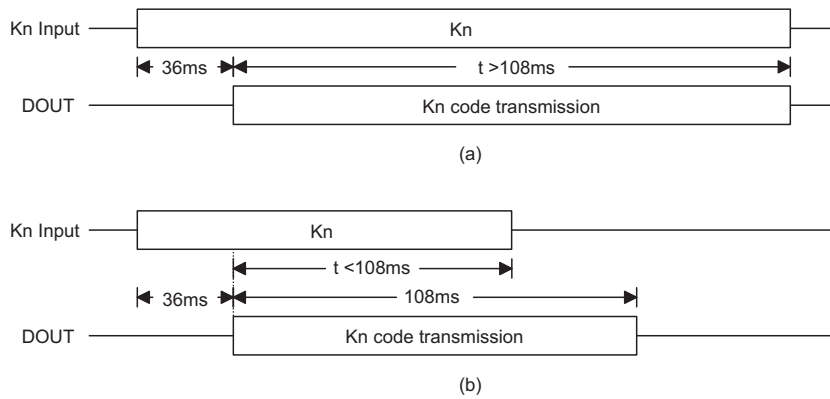 Kn Input
Kn
36ms
t >108ms
DOUT
Kn code transmission
(a)
Kn Input
Kn
t <108ms
36ms
108ms
DOUT
Kn code transmission
(b)